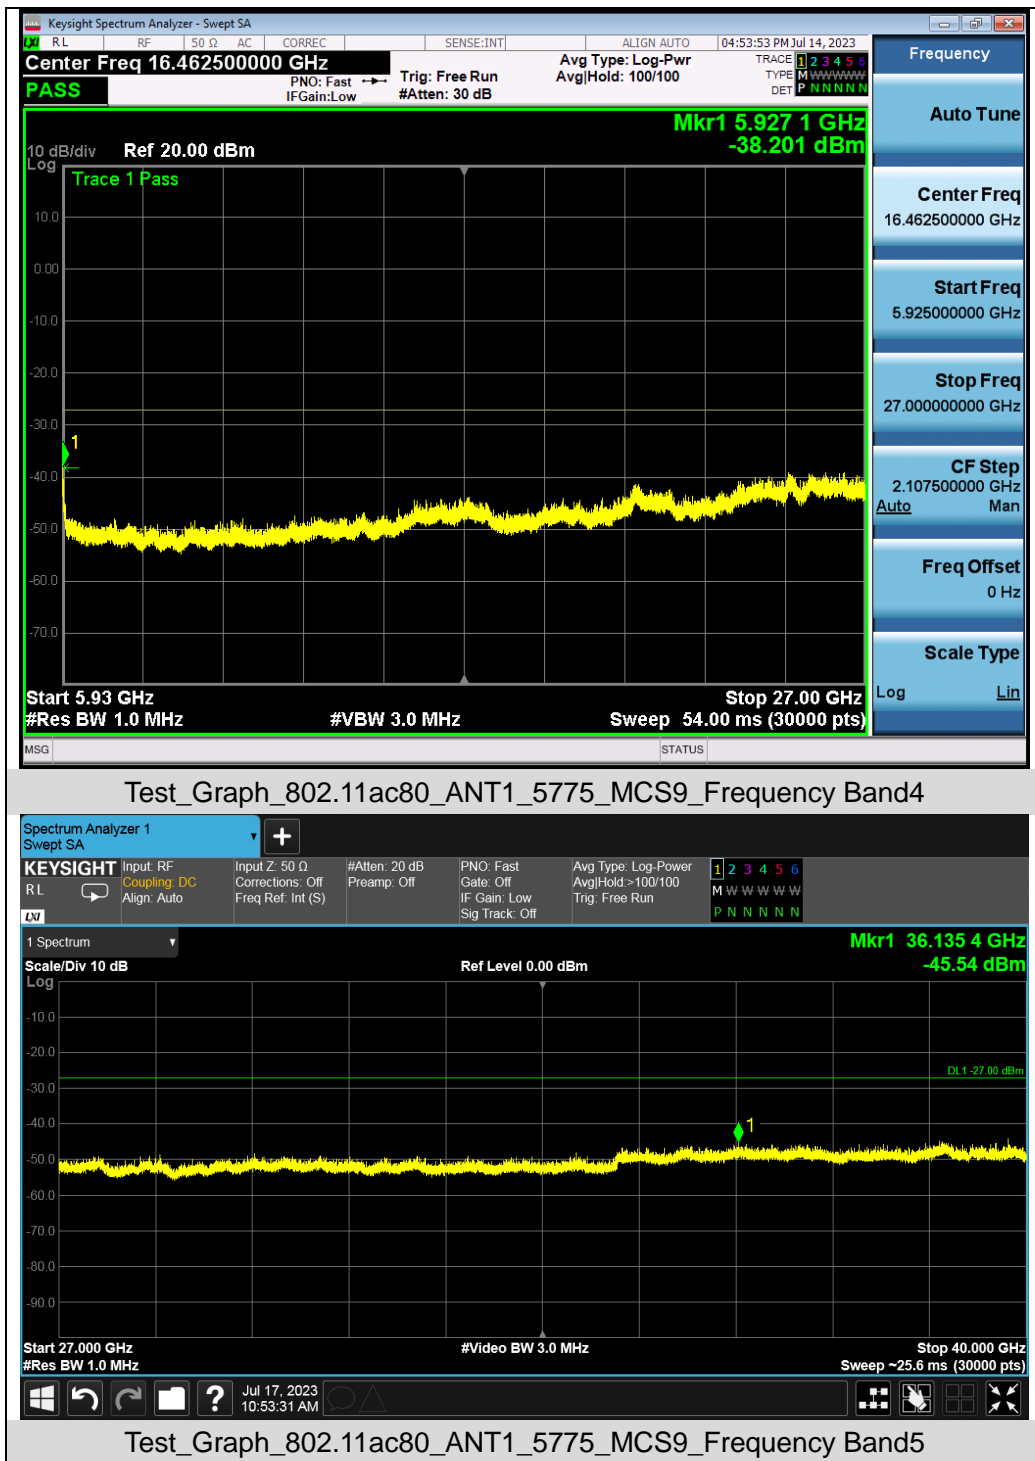 Keysight Spectrum Analyzer - Swept SA
LXI RL RF 50 Ω AC CORREC SENSE:INT ALIGN AUTO 04:53:53 PM Jul 14, 2023
Center Freq 16.462500000 GHz
PNO: Fast
IFGain:Low
Trig: Free Run
#Atten: 30 dB
Avg Type: Log-Pwr
Avg|Hold: 100/100
TRACE 1 2 3 4 5 6
TYPE M W W W W W
DET P N N N N N
PASS
Mkr1 5.927 1 GHz
-38.201 dBm
10 dB/div Ref 20.00 dBm
Log
Trace 1 Pass
10.0
0.00
-10.0
-20.0
-30.0
1
-40.0
-50.0
-60.0
-70.0
Start 5.93 GHz Stop 27.00 GHz
#Res BW 1.0 MHz #VBW 3.0 MHz Sweep 54.00 ms (30000 pts)
MSG STATUS
Frequency
Auto Tune
Center Freq
16.462500000 GHz
Start Freq
5.925000000 GHz
Stop Freq
27.000000000 GHz
CF Step
2.107500000 GHz
Auto Man
Freq Offset
0 Hz
Scale Type
Log Lin
Test_Graph_802.11ac80_ANT1_5775_MCS9_Frequency Band4
Spectrum Analyzer 1
Swept SA
+
KEYSIGHT
RL
LXI
Input: RF
Coupling: DC
Align: Auto
Input Z: 50 Ω
Corrections: Off
Freq Ref: Int (S)
#Atten: 20 dB
Preamp: Off
PNO: Fast
Gate: Off
IF Gain: Low
Sig Track: Off
Avg Type: Log-Power
Avg|Hold:>100/100
Trig: Free Run
1 2 3 4 5 6
M W W W W W
P N N N N N
1 Spectrum
Mkr1 36.135 4 GHz
Scale/Div 10 dB Ref Level 0.00 dBm -45.54 dBm
Log
-10.0
-20.0
DL1 -27.00 dBm
-30.0
-40.0
1
-50.0
-60.0
-70.0
-80.0
-90.0
Start 27.000 GHz #Video BW 3.0 MHz Stop 40.000 GHz
#Res BW 1.0 MHz Sweep ~25.6 ms (30000 pts)
?
Jul 17, 2023
10:53:31 AM
Test_Graph_802.11ac80_ANT1_5775_MCS9_Frequency Band5